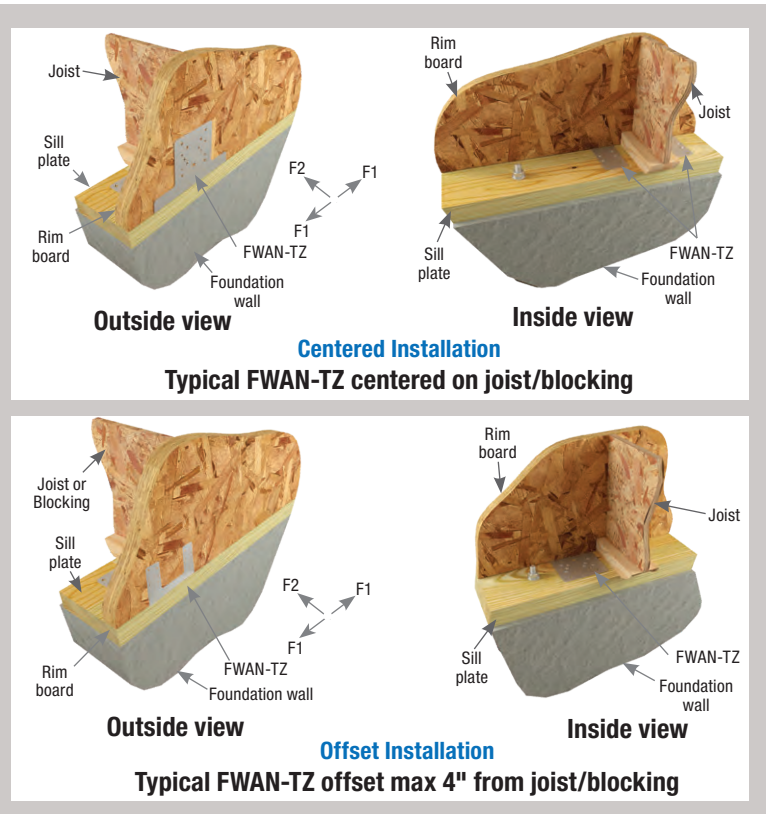 Joist
Sill
plate
Rim
board
F2
F1
F1
FWAN-TZ
Foundation
wall
Outside view
Rim
board
Joist
Sill
plate
FWAN-TZ
Foundation
wall
Inside view
Centered Installation
Typical FWAN-TZ centered on joist/blocking
Joist or
Blocking
Sill
plate
Rim
board
F2
F1
F1
FWAN-TZ
Foundation wall
Outside view
Rim
board
Joist
Sill
plate
FWAN-TZ
Foundation
wall
Inside view
Offset Installation
Typical FWAN-TZ offset max 4" from joist/blocking